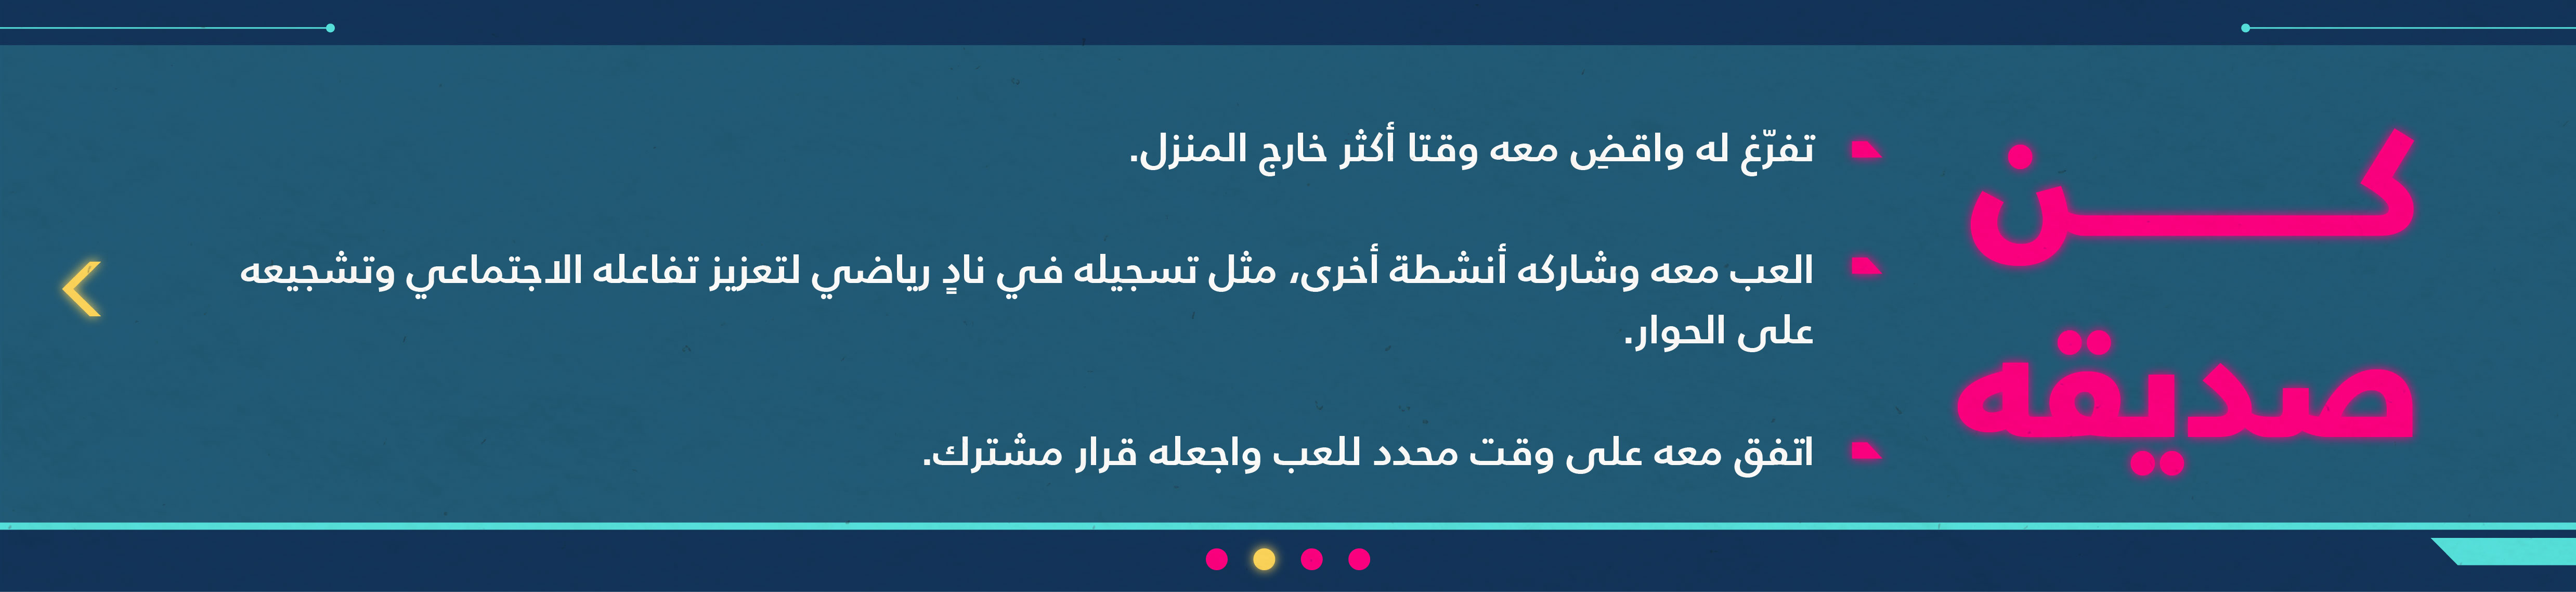 كن
صديقه
تفرّغ له واقضِ معه وقتا أكثر خارج المنزل.
العب معه وشاركه أنشطة أخرى، مثل تسجيله في نادٍ رياضي لتعزيز تفاعله الاجتماعي وتشجيعه
على الحوار.
اتفق معه على وقت محدد للعب واجعله قرار مشترك.